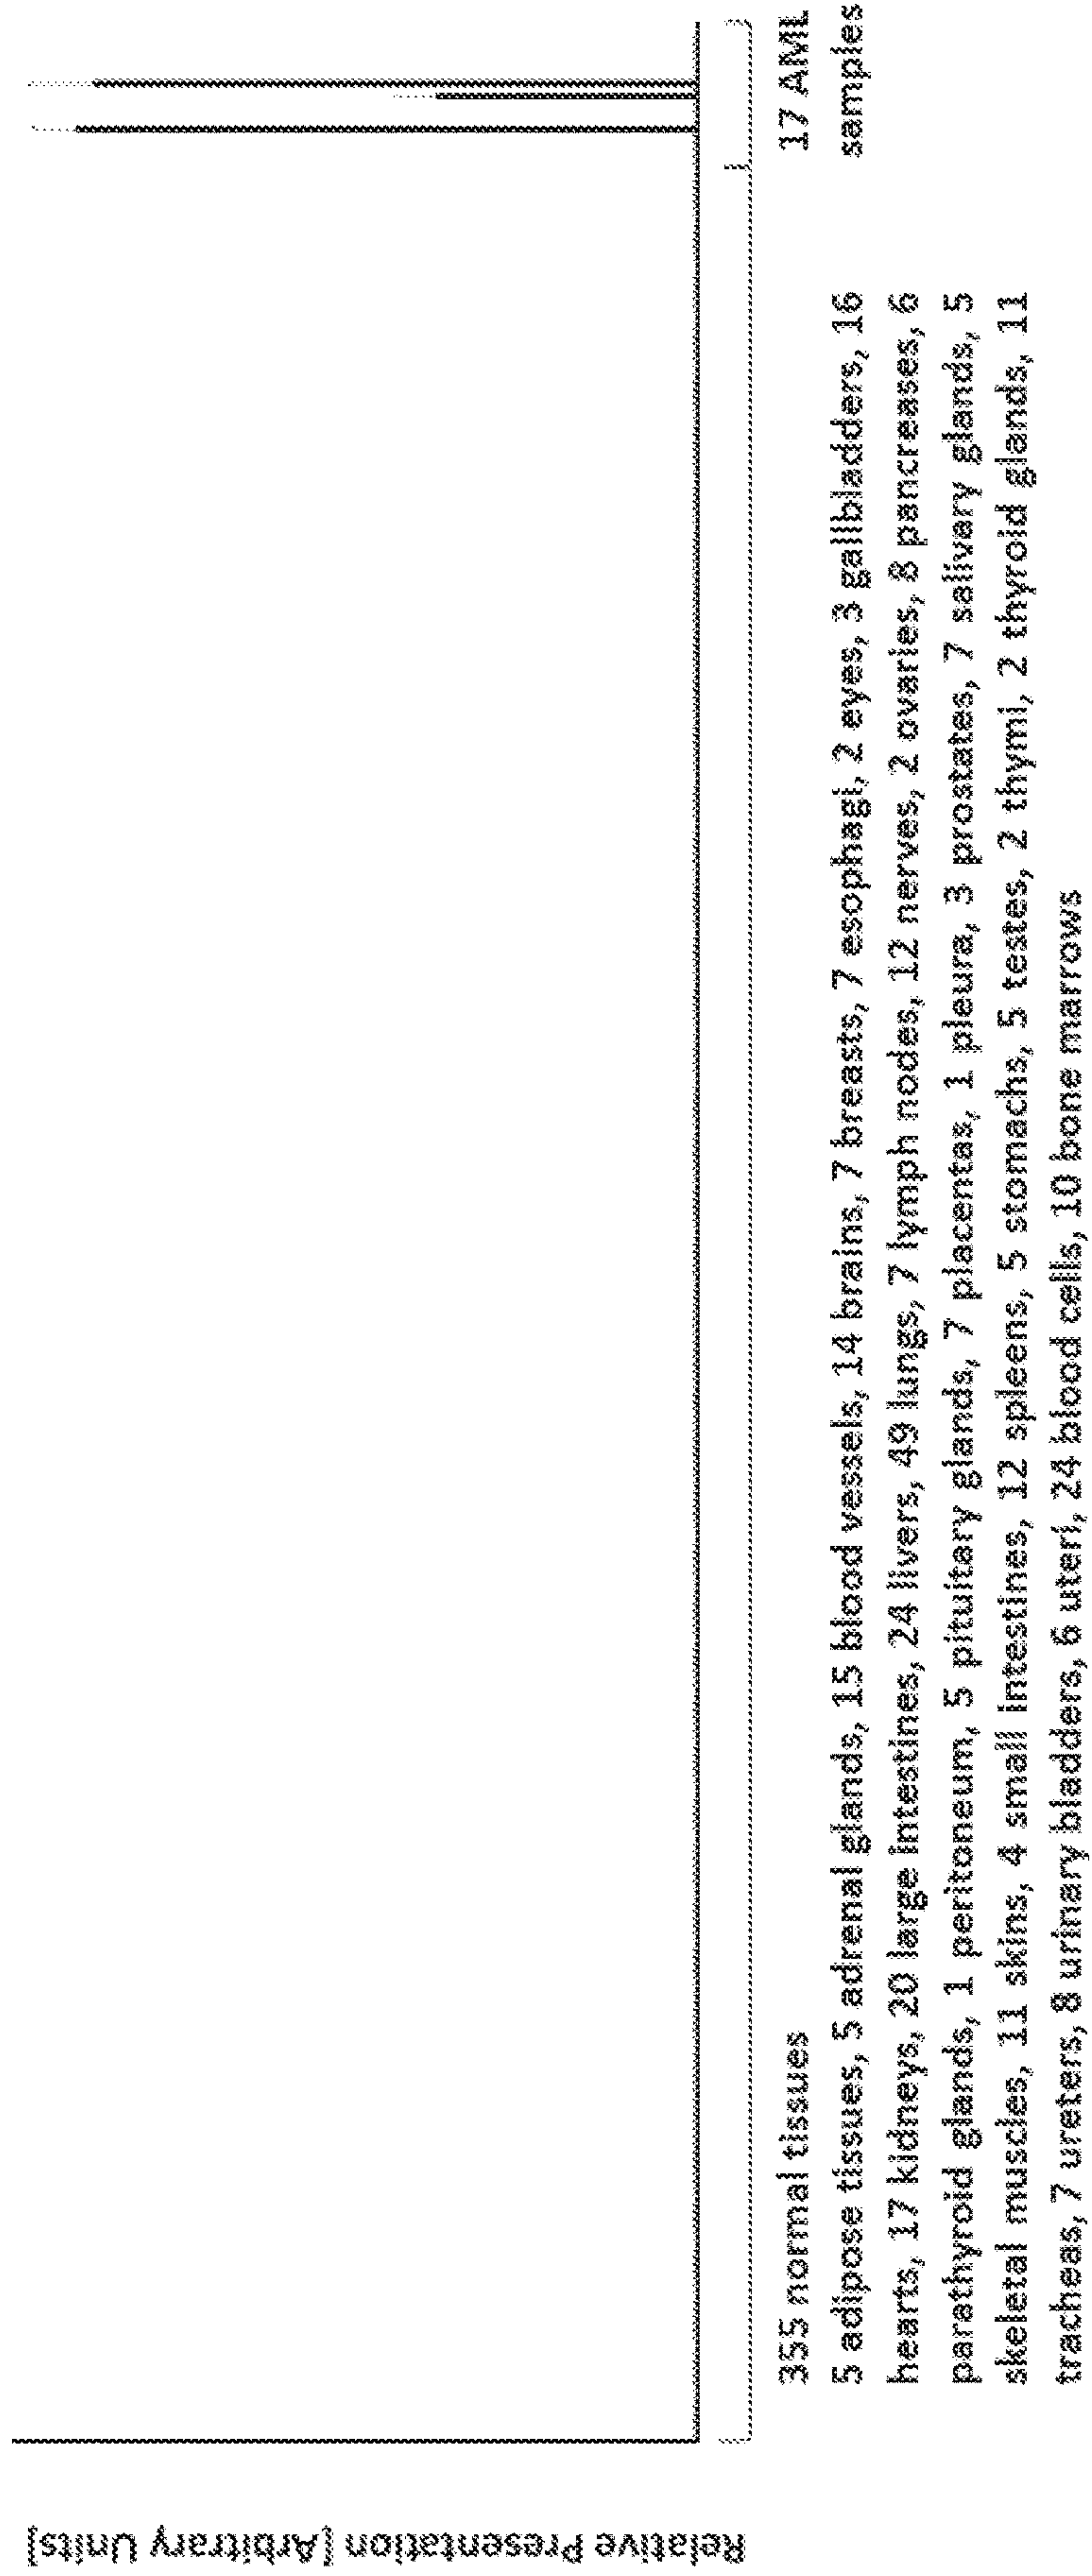 Relative Presentation [Arbitrary Units]
355 normal tissues
17 AML
samples
5 adipose tissues, 5 adrenal glands, 15 blood vessels, 14 brains, 7 breasts, 7 esophagi, 2 eyes, 3 gallbladders, 16
hearts, 17 kidneys, 20 large intestines, 24 livers, 49 lungs, 7 lymph nodes, 12 nerves, 2 ovaries, 8 pancreases, 6
parathyroid glands, 1 peritoneum, 5 pituitary glands, 7 placentas, 1 pleura, 3 prostates, 7 salivary glands, 5
skeletal muscles, 11 skins, 4 small intestines, 12 spleens, 5 stomachs, 5 testes, 2 thymi, 2 thyroid glands, 11
tracheas, 7 ureters, 8 urinary bladders, 6 uteri, 24 blood cells, 10 bone marrows